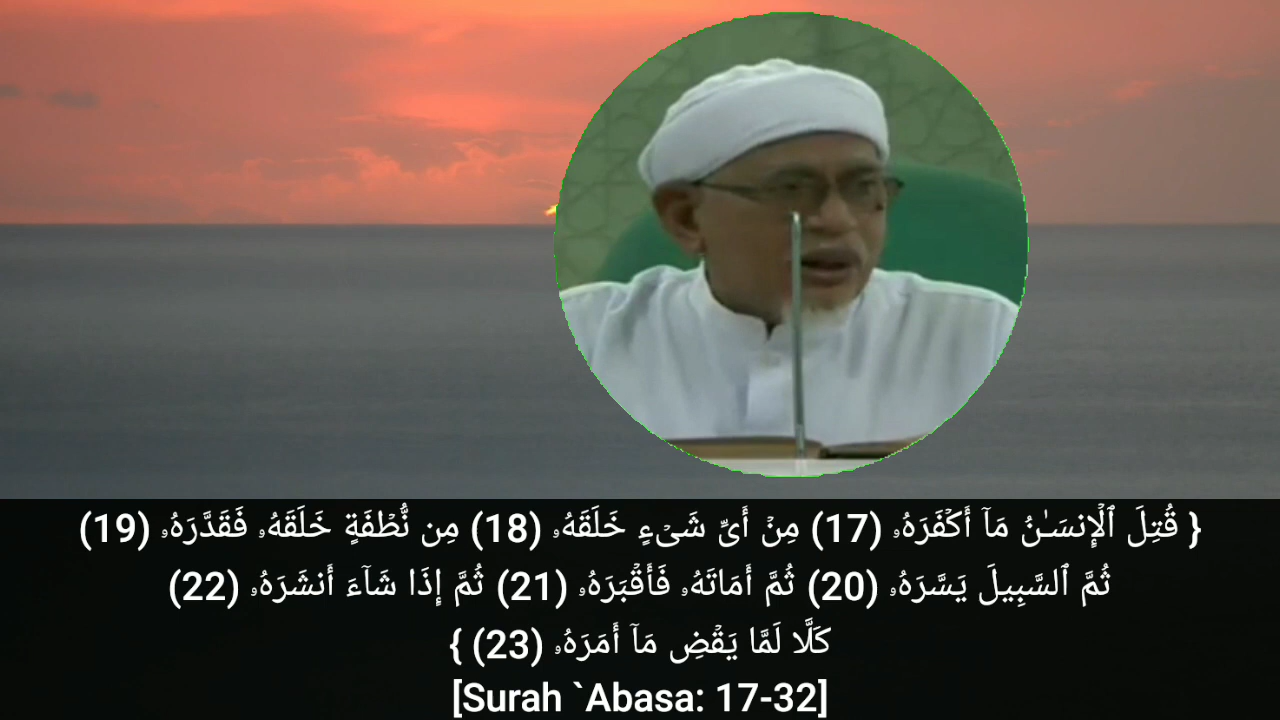 { قُتِلَ ٱلۡإِنسَـٰنُ مَآ أَكۡفَرَهُۥ (17) مِنۡ أَىِّ شَىۡءٍ خَلَقَهُۥ (18) مِن نُّطۡفَةٍ خَلَقَهُۥ فَقَدَّرَهُۥ (19)
ثُمَّ ٱلسَّبِيلَ يَسَّرَهُۥ (20) ثُمَّ أَمَاتَهُۥ فَأَقۡبَرَهُۥ (21) ثُمَّ إِذَا شَآءَ أَنشَرَهُۥ (22)
كَلَّا لَمَّا يَقۡضِ مَآ أَمَرَهُۥ (23) }
[Surah `Abasa: 17-32]